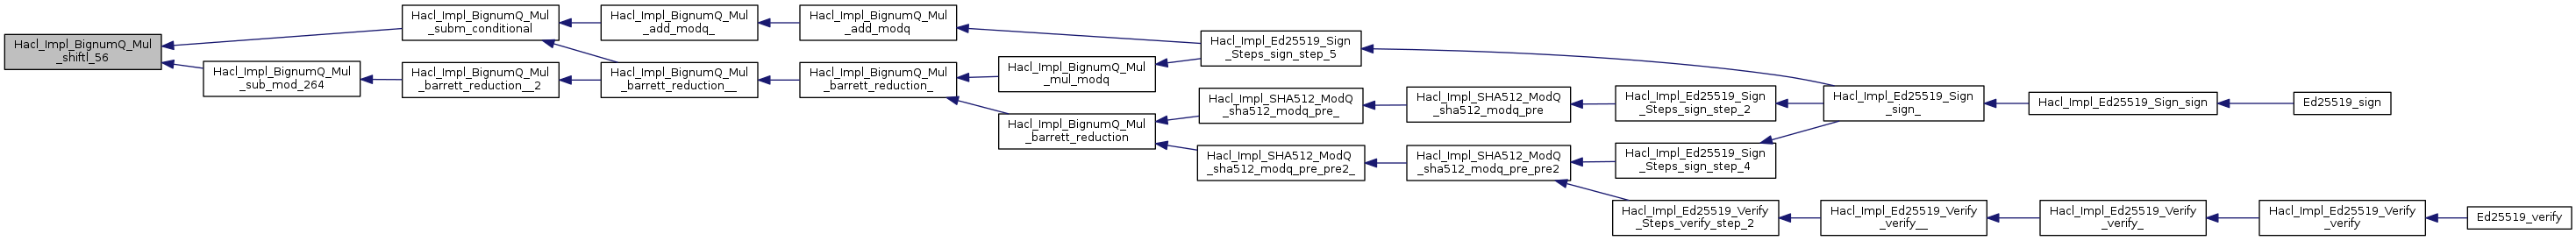 Hacl_Impl_BignumQ_Mul
_shiftl_56
Hacl_Impl_BignumQ_Mul
_subm_conditional
Hacl_Impl_BignumQ_Mul
_sub_mod_264
Hacl_Impl_BignumQ_Mul
_add_modq_
Hacl_Impl_BignumQ_Mul
_barrett_reduction__2
Hacl_Impl_BignumQ_Mul
_add_modq
Hacl_Impl_BignumQ_Mul
_barrett_reduction__
Hacl_Impl_BignumQ_Mul
_barrett_reduction_
Hacl_Impl_BignumQ_Mul
_mul_modq
Hacl_Impl_BignumQ_Mul
_barrett_reduction
Hacl_Impl_Ed25519_Sign
_Steps_sign_step_5
Hacl_Impl_SHA512_ModQ
_sha512_modq_pre_
Hacl_Impl_SHA512_ModQ
_sha512_modq_pre_pre2_
Hacl_Impl_SHA512_ModQ
_sha512_modq_pre
Hacl_Impl_SHA512_ModQ
_sha512_modq_pre_pre2
Hacl_Impl_Ed25519_Sign
_Steps_sign_step_2
Hacl_Impl_Ed25519_Sign
_Steps_sign_step_4
Hacl_Impl_Ed25519_Verify
_Steps_verify_step_2
Hacl_Impl_Ed25519_Sign
_sign_
Hacl_Impl_Ed25519_Verify
_verify__
Hacl_Impl_Ed25519_Sign_sign
Hacl_Impl_Ed25519_Verify
_verify_
Ed25519_sign
Hacl_Impl_Ed25519_Verify
_verify
Ed25519_verify